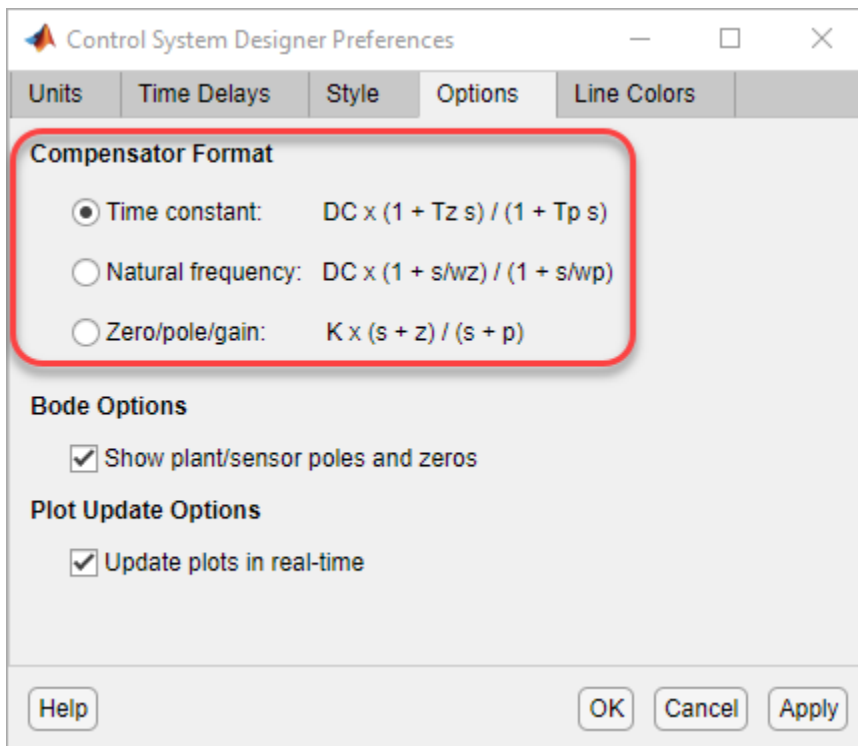 Control System Designer Preferences
Units Time Delays Style Options Line Colors
Compensator Format
Time constant: DC x (1 + Tz s) / (1 + Tp s)
Natural frequency: DC x (1 + s/wz) / (1 + s/wp)
Zero/pole/gain: K x (s + z) / (s + p)
Bode Options
Show plant/sensor poles and zeros
Plot Update Options
Update plots in real-time
Help OK Cancel Apply